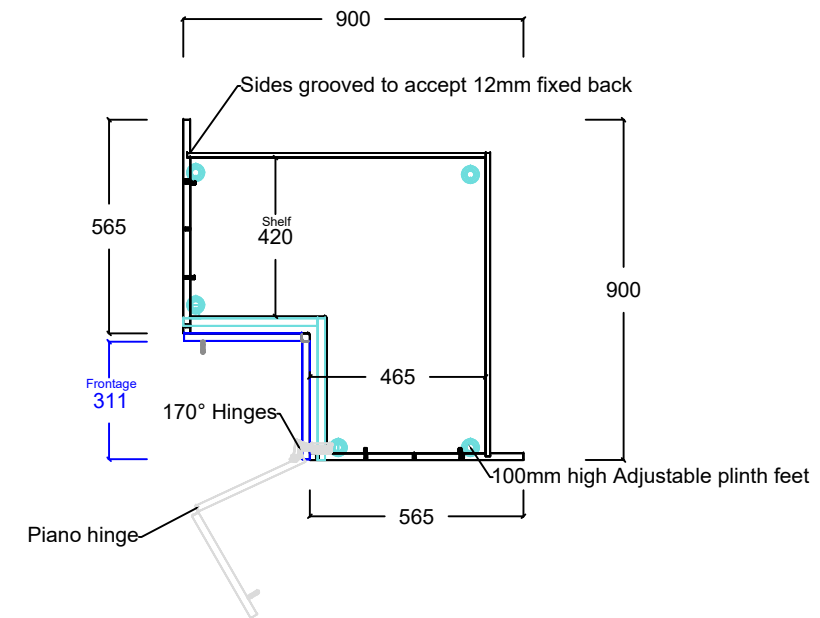 900
Sides grooved to accept 12mm fixed back
565
Shelf
420
900
Frontage
311
465
170° Hinges
100mm high Adjustable plinth feet
565
Piano hinge